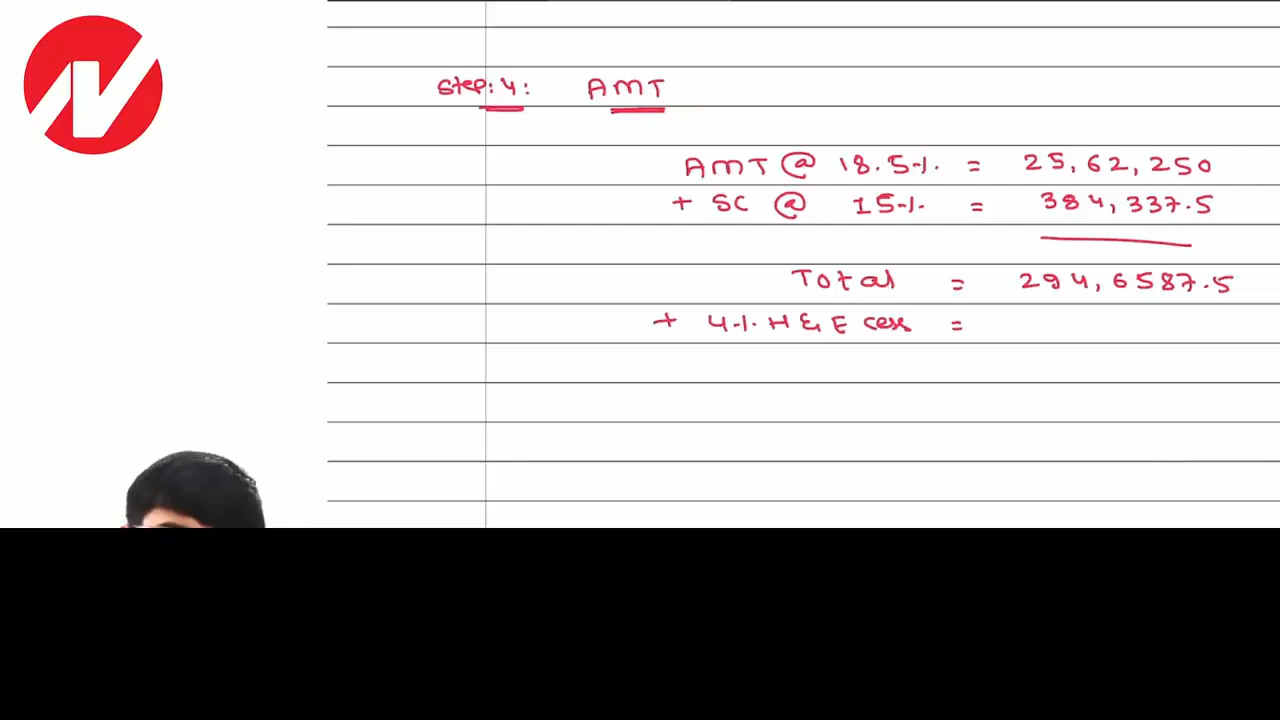 Step: 4: AMT
AMT @ 18.5% = 25,62,250
+ SC @ 15% = 384,337.5
Total = 294,6587.5
+ 4% H & E cess =